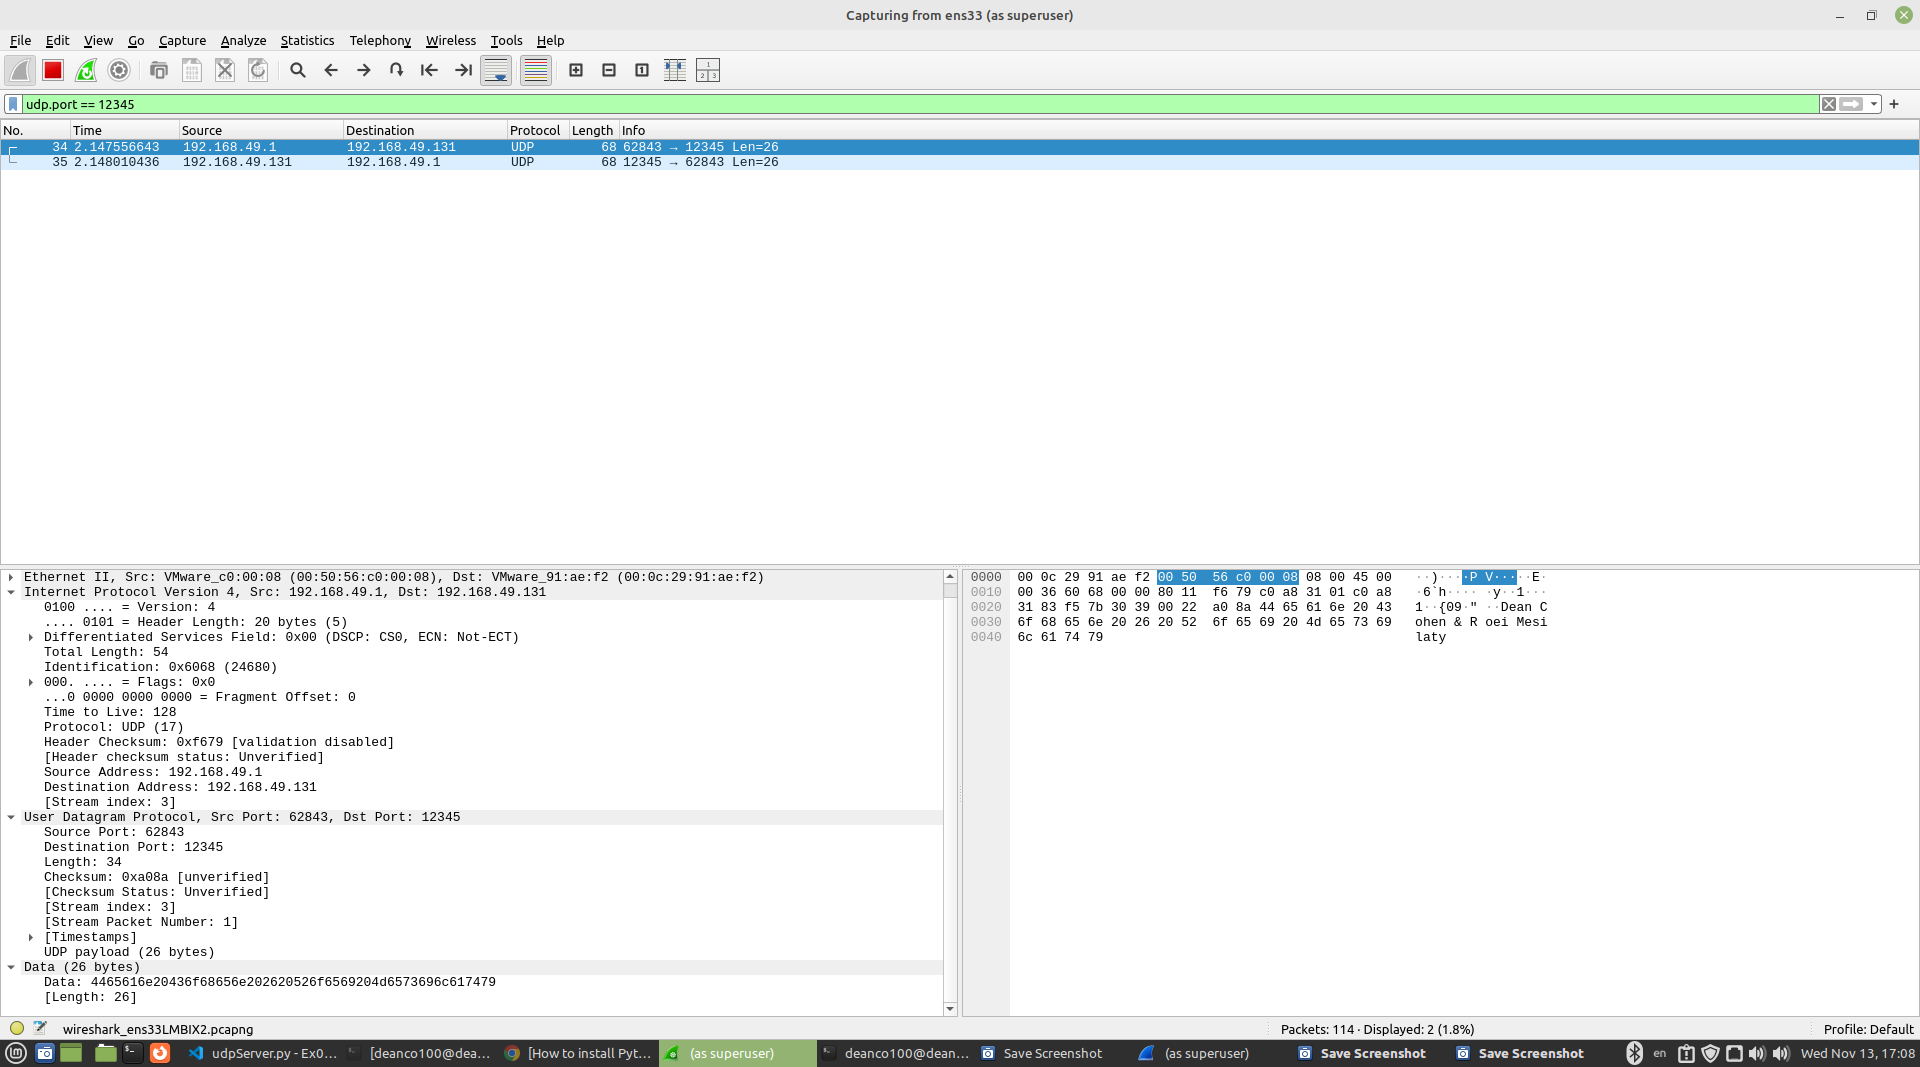 Capturing from ens33 (as superuser)
File Edit View Go Capture Analyze Statistics Telephony Wireless Tools Help
udp.port == 12345
No. Time Source Destination Protocol Length Info
34 2.147556643 192.168.49.1 192.168.49.131 UDP 68 62843 → 12345 Len=26
35 2.148010436 192.168.49.131 192.168.49.1 UDP 68 12345 → 62843 Len=26
Ethernet II, Src: VMware_c0:00:08 (00:50:56:c0:00:08), Dst: VMware_91:ae:f2 (00:0c:29:91:ae:f2)
Internet Protocol Version 4, Src: 192.168.49.1, Dst: 192.168.49.131
0100 .... = Version: 4
.... 0101 = Header Length: 20 bytes (5)
Differentiated Services Field: 0x00 (DSCP: CS0, ECN: Not-ECT)
Total Length: 54
Identification: 0x6068 (24680)
000. .... = Flags: 0x0
...0 0000 0000 0000 = Fragment Offset: 0
Time to Live: 128
Protocol: UDP (17)
Header Checksum: 0xf679 [validation disabled]
[Header checksum status: Unverified]
Source Address: 192.168.49.1
Destination Address: 192.168.49.131
[Stream index: 3]
User Datagram Protocol, Src Port: 62843, Dst Port: 12345
Source Port: 62843
Destination Port: 12345
Length: 34
Checksum: 0xa08a [unverified]
[Checksum Status: Unverified]
[Stream index: 3]
[Stream Packet Number: 1]
[Timestamps]
UDP payload (26 bytes)
Data (26 bytes)
Data: 4465616e20436f68656e202620526f6569204d6573696c617479
[Length: 26]
0000 00 0c 29 91 ae f2 00 50 56 c0 00 08 08 00 45 00 ··)····P V·····E·
0010 00 36 60 68 00 00 80 11 f6 79 c0 a8 31 01 c0 a8 ·6`h···· ·y··1···
0020 31 83 f5 7b 30 39 00 22 a0 8a 44 65 61 6e 20 43 1··{09·" ··Dean C
0030 6f 68 65 6e 20 26 20 52 6f 65 69 20 4d 65 73 69 ohen & R oei Mesi
0040 6c 61 74 79 laty
wireshark_ens33LMBIX2.pcapng Packets: 114 · Displayed: 2 (1.8%) Profile: Default
udpServer.py - Ex0... [deanco100@dea... [How to install Pyt... (as superuser) deanco100@dean... Save Screenshot (as superuser) Save Screenshot Save Screenshot en Wed Nov 13, 17:08